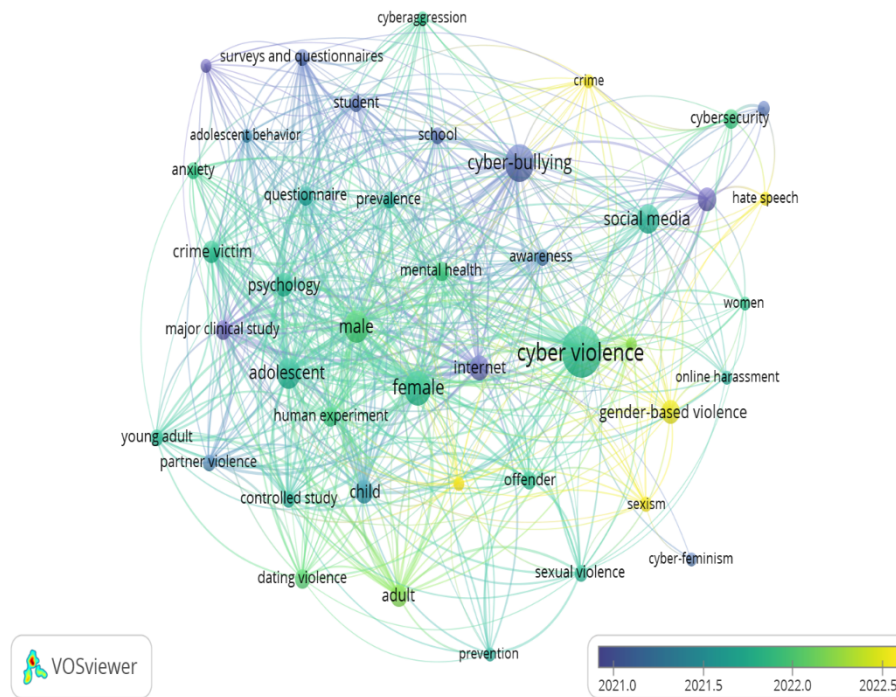 cyberaggression
surveys and questionnaires
crime
student
cybersecurity
adolescent behavior
school
cyber-bullying
anxiety
questionnaire
prevalence
hate speech
social media
crime victim
awareness
mental health
psychology
women
major clinical study
male
cyber violence
internet
adolescent
online harassment
female
gender-based violence
human experiment
young adult
partner violence
offender
child
controlled study
sexism
cyber-feminism
sexual violence
dating violence
adult
prevention
VOSviewer
2021.0 2021.5 2022.0 2022.5